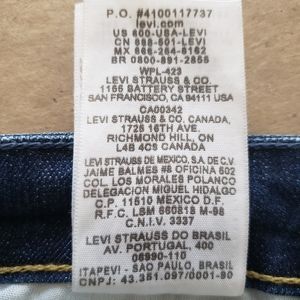 P.O. #4100117737
levi.com
US 800-USA-LEVI
CN 888-501-LEVI
MX 866-264-8162
BR 0800-891-2855
WPL-423
LEVI STRAUSS & CO.
1155 BATTERY STREET
SAN FRANCISCO, CA 94111 USA
CA00342
LEVI STRAUSS & CO., CANADA,
1725 16TH AVE.
RICHMOND HILL, ON
L4B 4C6 CANADA
LEVI STRAUSS DE MEXICO, S.A. DE C.V
JAIME BALMES #8 OFICINA 602
COL. LOS MORALES POLANCO
DELEGACION MIGUEL HIDALGO
C.P. 11510 MEXICO D.F.
R.F.C. LSM 660818 M-98
C.N.I.V. 3337
LEVI STRAUSS DO BRASIL
AV. PORTUGAL, 400
06690-110
ITAPEVI - SAO PAULO, BRASIL
CNPJ: 43.351.097/0001-90